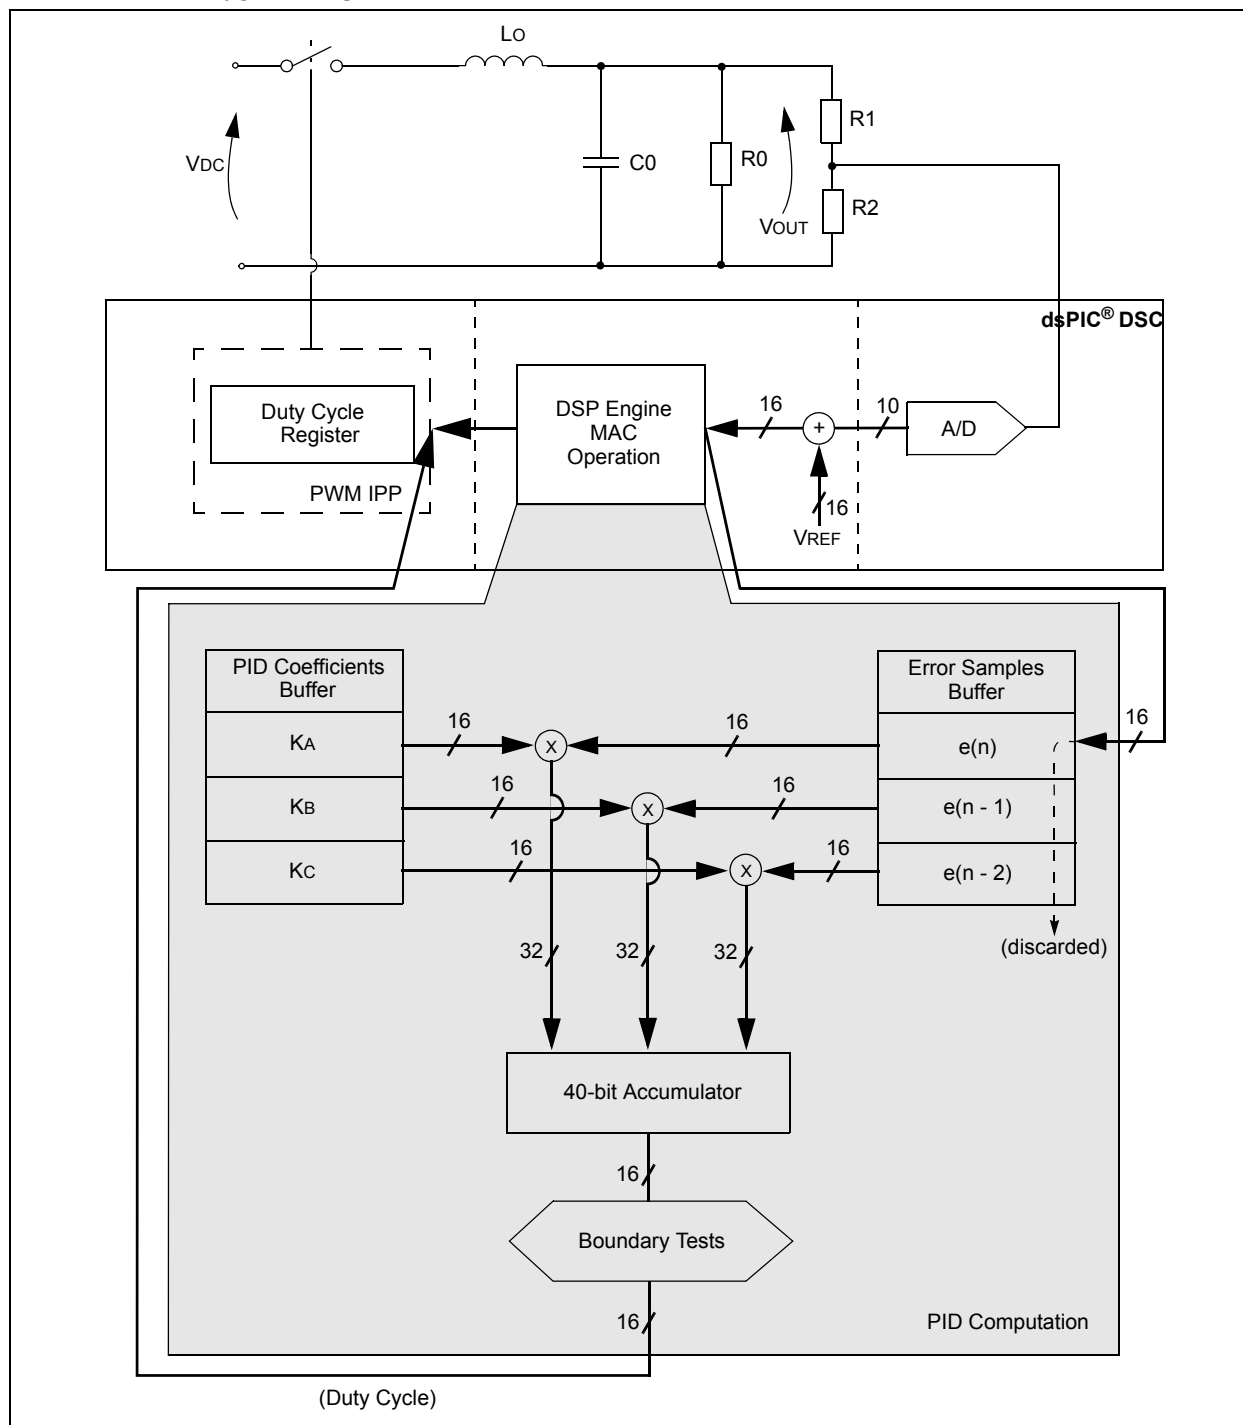 LO
VDC
C0
R0
VOUT
R1
R2
dsPIC® DSC
Duty Cycle
Register
PWM IPP
DSP Engine
MAC
Operation
16
+
10
A/D
16
VREF
PID Coefficients
Buffer
KA
KB
KC
Error Samples
Buffer
e(n)
e(n - 1)
e(n - 2)
16
(discarded)
16
X
16
16
X
16
16
X
16
32
32
32
40-bit Accumulator
16
Boundary Tests
16
PID Computation
(Duty Cycle)